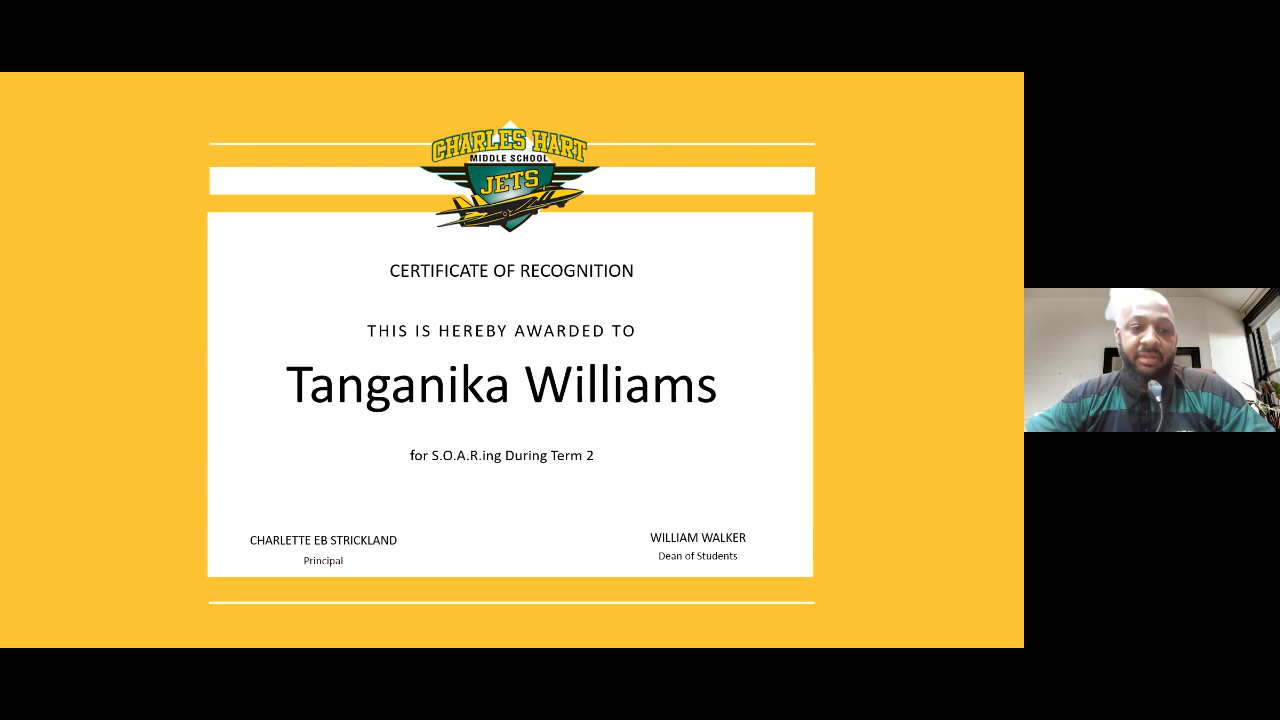 CHARLES HART
MIDDLE SCHOOL
JETS
CERTIFICATE OF RECOGNITION
THIS IS HEREBY AWARDED TO
Tanganika Williams
for S.O.A.R.ing During Term 2
CHARLETTE EB STRICKLAND
Principal
WILLIAM WALKER
Dean of Students